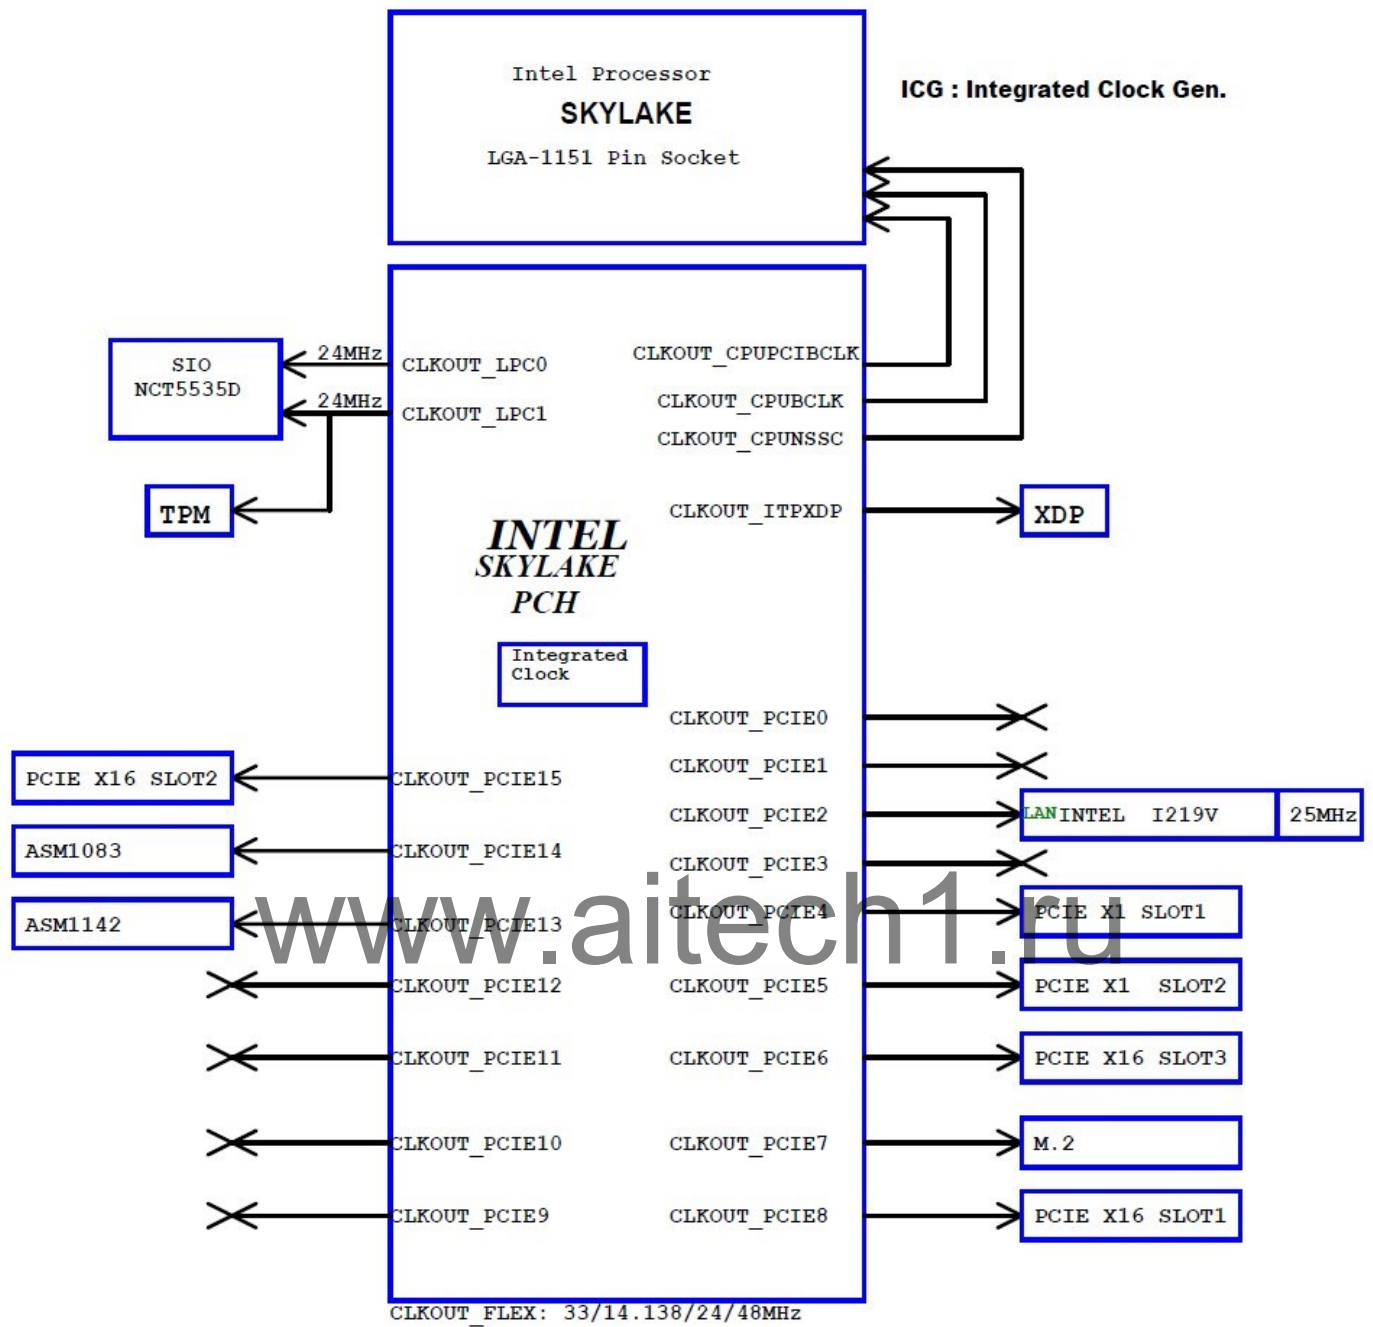 Intel Processor
SKYLAKE
LGA-1151 Pin Socket
ICG : Integrated Clock Gen.
SIO
NCT5535D
24MHz
CLKOUT_LPC0
24MHz
CLKOUT_LPC1
TPM
CLKOUT_CPUPCIBCLK
CLKOUT_CPUBCLK
CLKOUT_CPUNSSC
CLKOUT_ITPXDP
XDP
INTEL
SKYLAKE
PCH
Integrated
Clock
CLKOUT_PCIE0
CLKOUT_PCIE1
PCIE X16 SLOT2
CLKOUT_PCIE15
CLKOUT_PCIE2
LAN INTEL I219V
25MHz
ASM1083
CLKOUT_PCIE14
CLKOUT_PCIE3
ASM1142
CLKOUT_PCIE13
CLKOUT_PCIE4
PCIE X1 SLOT1
www.aitech1.ru
CLKOUT_PCIE12
CLKOUT_PCIE5
PCIE X1 SLOT2
CLKOUT_PCIE11
CLKOUT_PCIE6
PCIE X16 SLOT3
CLKOUT_PCIE10
CLKOUT_PCIE7
M.2
CLKOUT_PCIE9
CLKOUT_PCIE8
PCIE X16 SLOT1
CLKOUT_FLEX: 33/14.138/24/48MHz